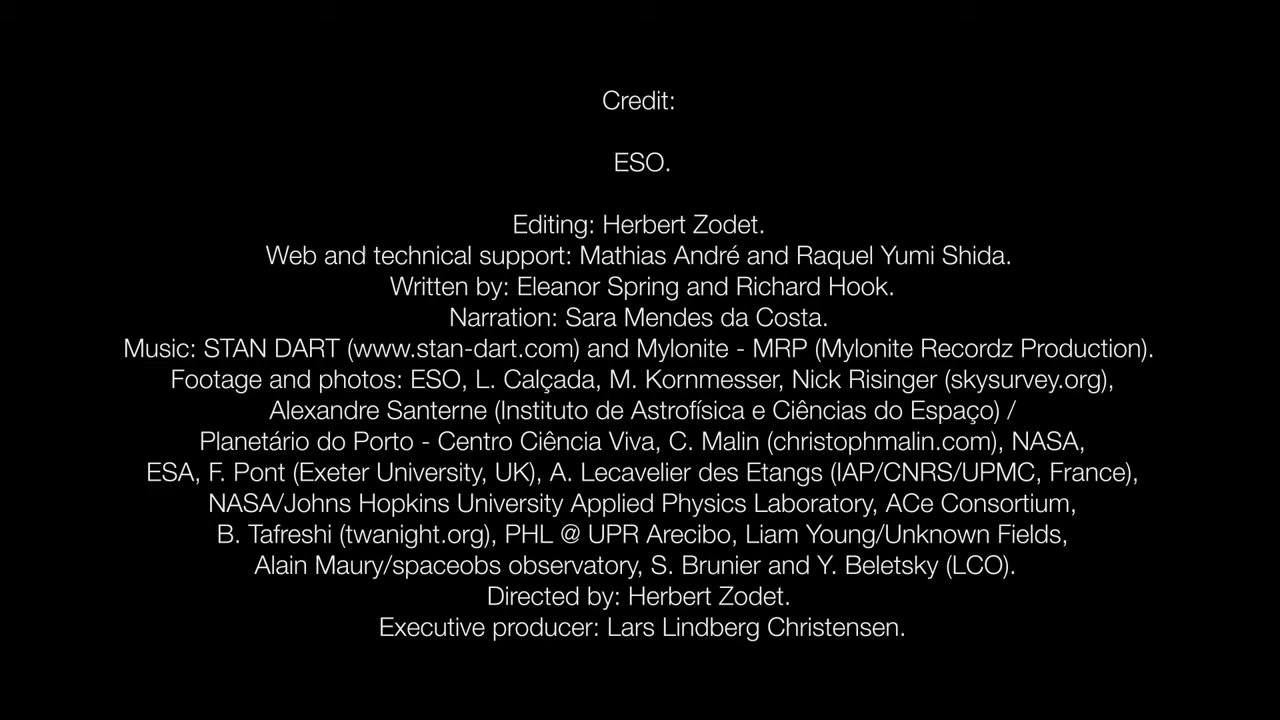 Credit:
ESO.
Editing: Herbert Zodet.
Web and technical support: Mathias André and Raquel Yumi Shida.
Written by: Eleanor Spring and Richard Hook.
Narration: Sara Mendes da Costa.
Music: STAN DART (www.stan-dart.com) and Mylonite - MRP (Mylonite Recordz Production).
Footage and photos: ESO, L. Calçada, M. Kornmesser, Nick Risinger (skysurvey.org),
Alexandre Santerne (Instituto de Astrofísica e Ciências do Espaço) /
Planetário do Porto - Centro Ciência Viva, C. Malin (christophmalin.com), NASA,
ESA, F. Pont (Exeter University, UK), A. Lecavelier des Etangs (IAP/CNRS/UPMC, France),
NASA/Johns Hopkins University Applied Physics Laboratory, ACe Consortium,
B. Tafreshi (twanight.org), PHL @ UPR Arecibo, Liam Young/Unknown Fields,
Alain Maury/spaceobs observatory, S. Brunier and Y. Beletsky (LCO).
Directed by: Herbert Zodet.
Executive producer: Lars Lindberg Christensen.